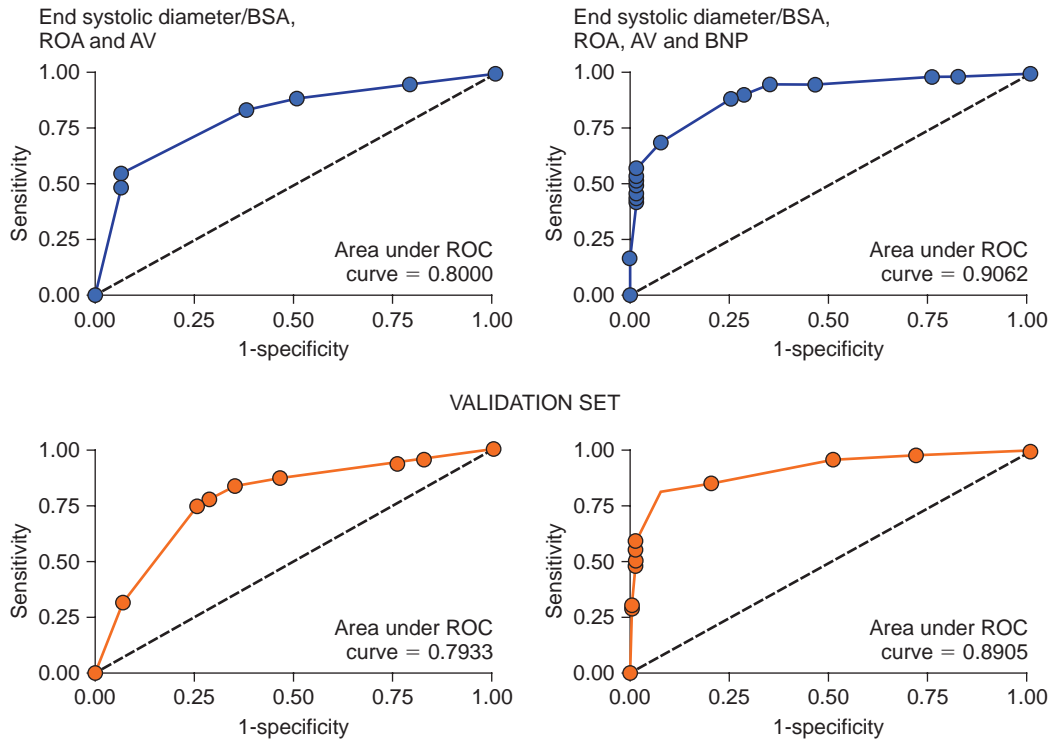 End systolic diameter/BSA,
ROA and AV
1.00
0.75
0.50
0.25
0.00
Sensitivity
0.00 0.25 0.50 0.75 1.00
1-specificity
Area under ROC
curve = 0.8000
End systolic diameter/BSA,
ROA, AV and BNP
1.00
0.75
0.50
0.25
0.00
Sensitivity
0.00 0.25 0.50 0.75 1.00
1-specificity
Area under ROC
curve = 0.9062
VALIDATION SET
1.00
0.75
0.50
0.25
0.00
Sensitivity
0.00 0.25 0.50 0.75 1.00
1-specificity
Area under ROC
curve = 0.7933
1.00
0.75
0.50
0.25
0.00
Sensitivity
0.00 0.25 0.50 0.75 1.00
1-specificity
Area under ROC
curve = 0.8905